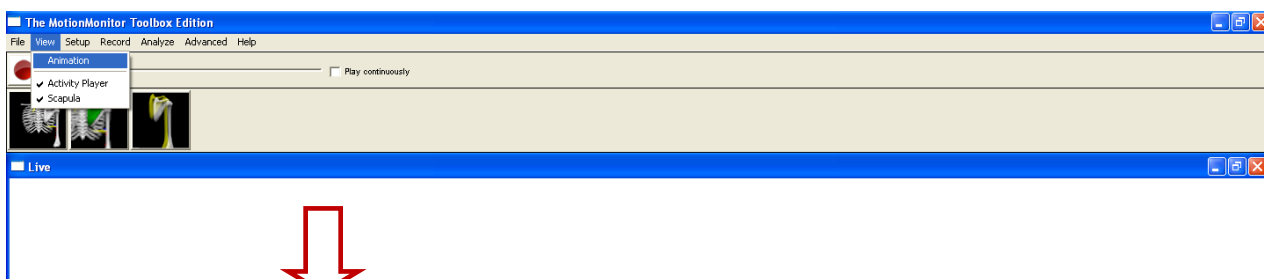 The MotionMonitor Toolbox Edition
File View Setup Record Analyze Advanced Help
Animation
Play continuously
Activity Player
Scapula
Live